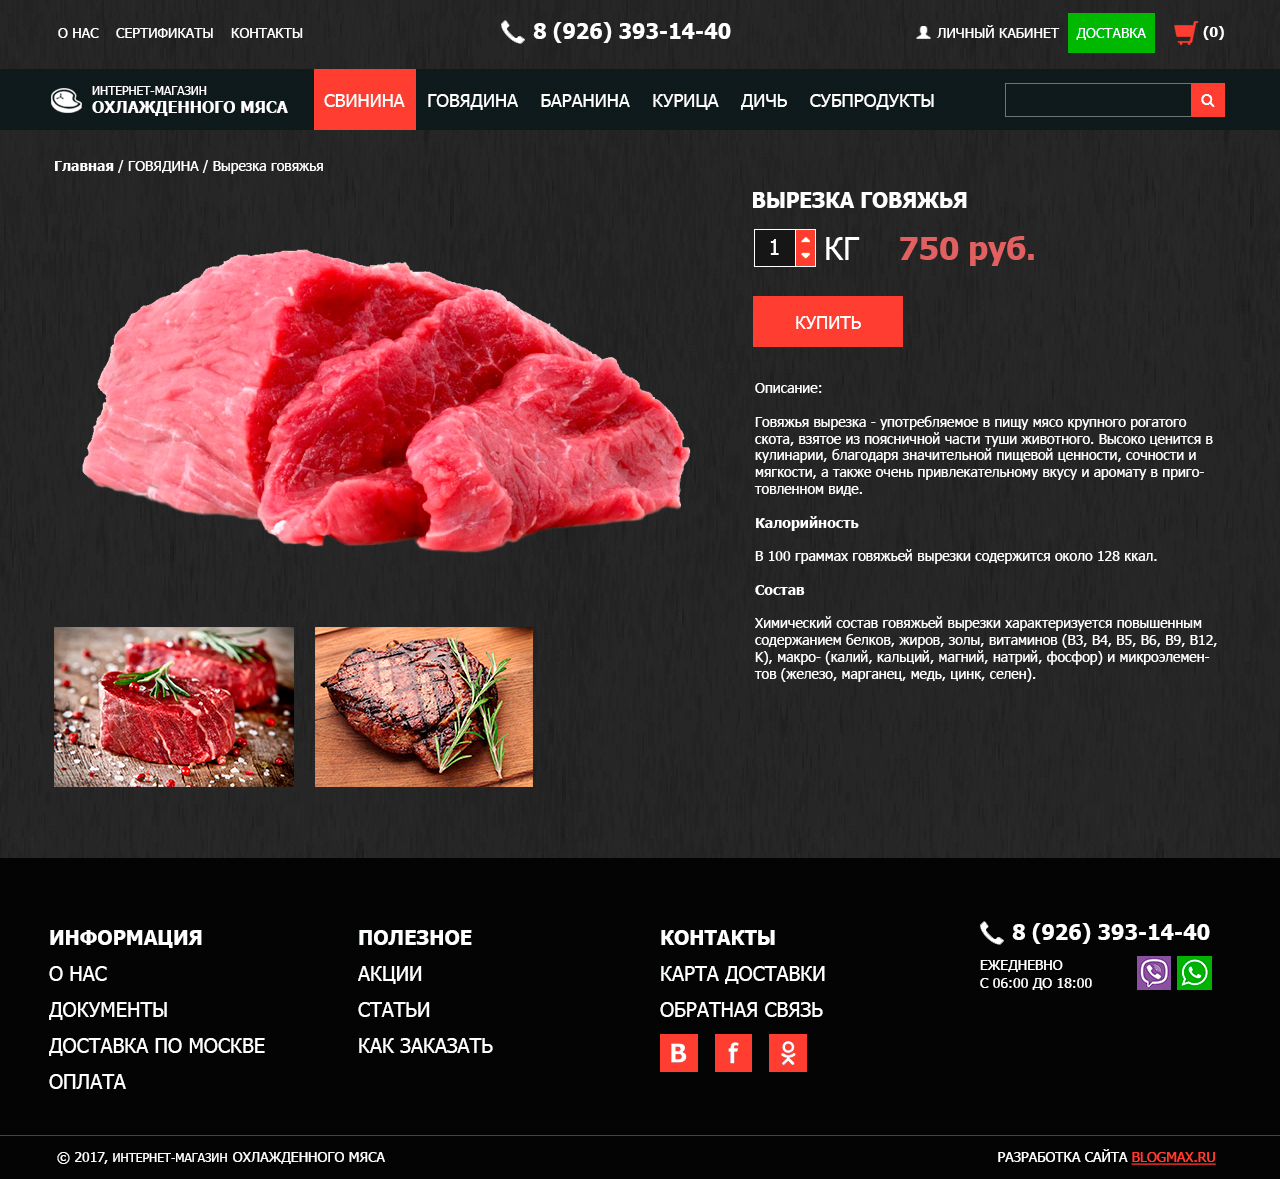 О НАС СЕРТИФИКАТЫ КОНТАКТЫ
8 (926) 393-14-40
ЛИЧНЫЙ КАБИНЕТ
ДОСТАВКА
(0)
ИНТЕРНЕТ-МАГАЗИН
ОХЛАЖДЕННОГО МЯСА
СВИНИНА ГОВЯДИНА БАРАНИНА КУРИЦА ДИЧЬ СУБПРОДУКТЫ
Главная / ГОВЯДИНА / Вырезка говяжья
ВЫРЕЗКА ГОВЯЖЬЯ
1 КГ 750 руб.
КУПИТЬ
Описание:
Говяжья вырезка - употребляемое в пищу мясо крупного рогатого
скота, взятое из поясничной части туши животного. Высоко ценится в
кулинарии, благодаря значительной пищевой ценности, сочности и
мягкости, а также очень привлекательному вкусу и аромату в приго-
товленном виде.
Калорийность
В 100 граммах говяжьей вырезки содержится около 128 ккал.
Состав
Химический состав говяжьей вырезки характеризуется повышенным
содержанием белков, жиров, золы, витаминов (B3, B4, B5, B6, B9, B12,
K), макро- (калий, кальций, магний, натрий, фосфор) и микроэлемен-
тов (железо, марганец, медь, цинк, селен).
ИНФОРМАЦИЯ
О НАС
ДОКУМЕНТЫ
ДОСТАВКА ПО МОСКВЕ
ОПЛАТА
ПОЛЕЗНОЕ
АКЦИИ
СТАТЬИ
КАК ЗАКАЗАТЬ
КОНТАКТЫ
КАРТА ДОСТАВКИ
ОБРАТНАЯ СВЯЗЬ
В f
8 (926) 393-14-40
ЕЖЕДНЕВНО
С 06:00 ДО 18:00
© 2017, ИНТЕРНЕТ-МАГАЗИН ОХЛАЖДЕННОГО МЯСА
РАЗРАБОТКА САЙТА BLOGMAX.RU